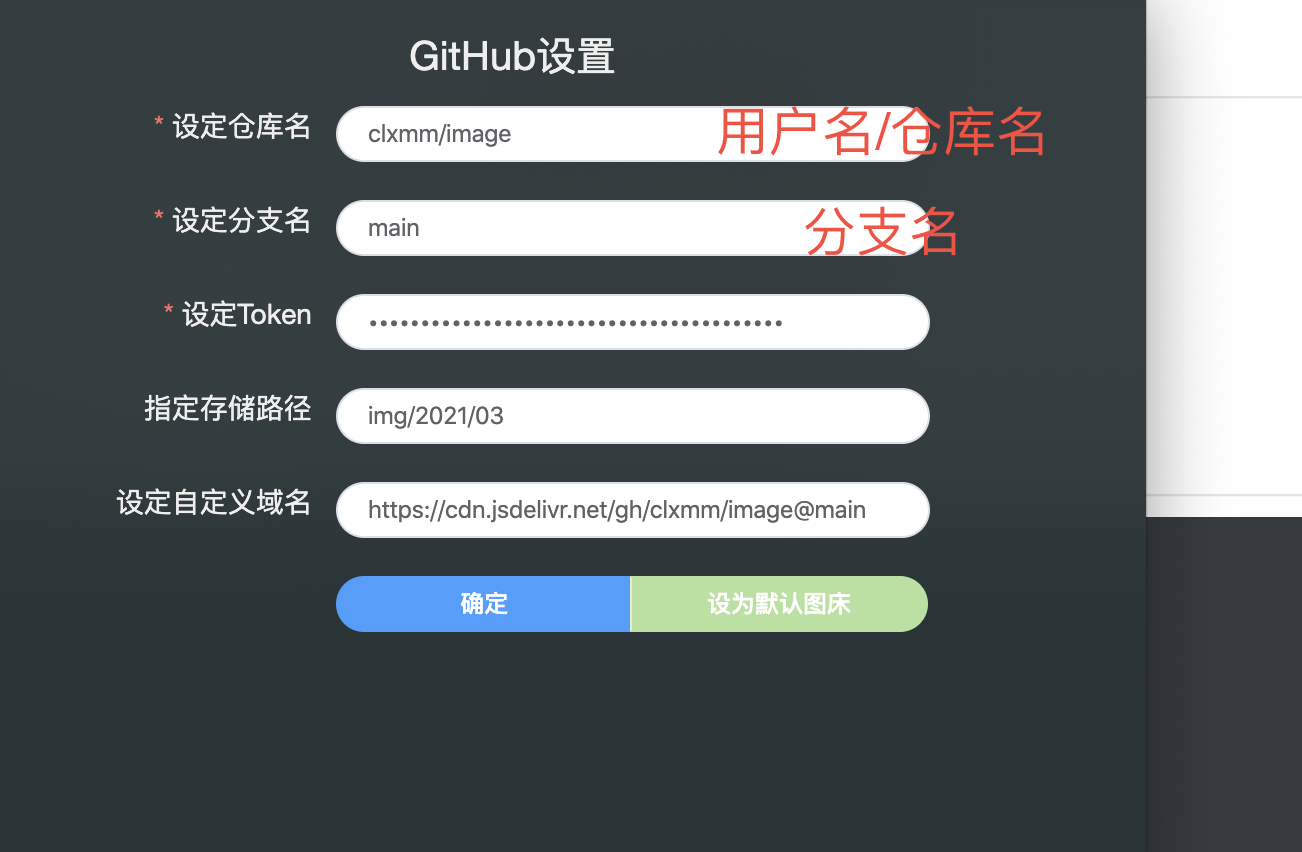 GitHub设置
* 设定仓库名
clxmm/image
用户名/仓库名
* 设定分支名
main
分支名
* 设定Token
••••••••••••••••••••••••••••••••••••••••
指定存储路径
img/2021/03
设定自定义域名
https://cdn.jsdelivr.net/gh/clxmm/image@main
确定
设为默认图床